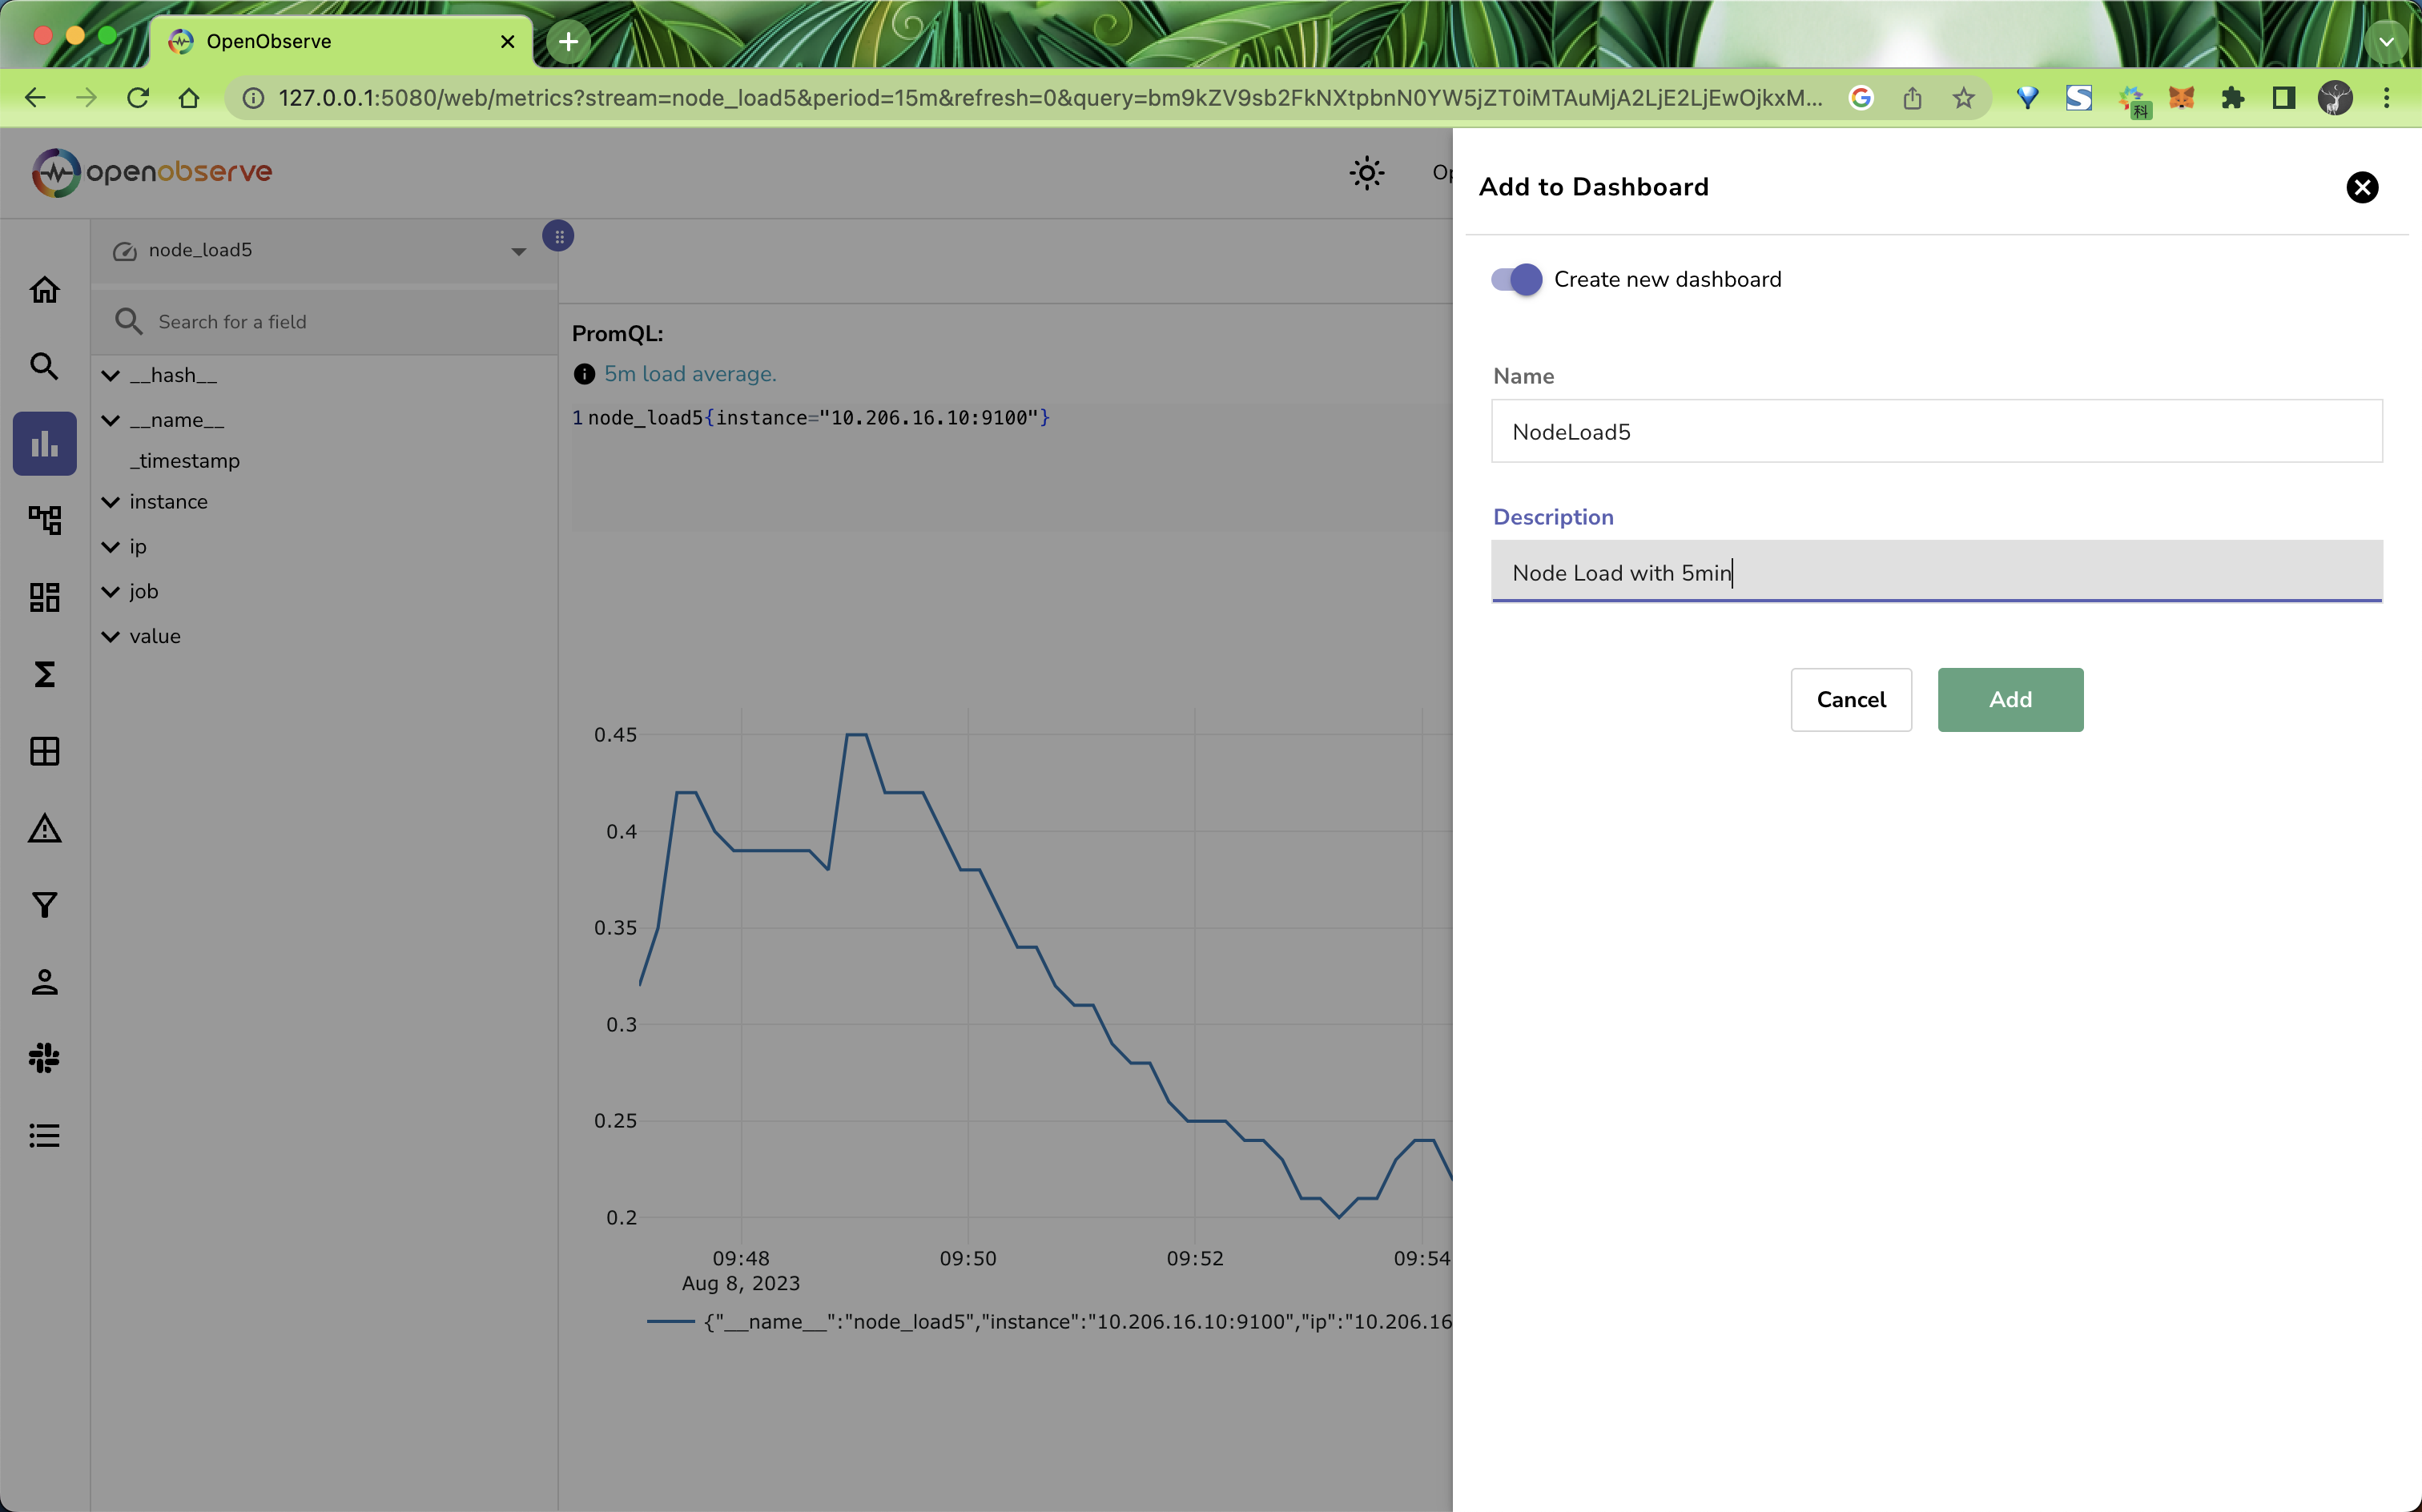 OpenObserve
127.0.0.1:5080/web/metrics?stream=node_load5&period=15m&refresh=0&query=bm9kZV9sb2FkNXtpbnN0YW5jZT0iMTAuMjA2LjE2LjEwOjkxM...
科
openobserve
Op
Add to Dashboard
node_load5
Create new dashboard
Search for a field
PromQL:
5m load average.
__hash__
__name__
_timestamp
instance
ip
job
value
1 node_load5{instance="10.206.16.10:9100"}
Name
NodeLoad5
Description
Node Load with 5min
Cancel
Add
0.45
0.4
0.35
0.3
0.25
0.2
09:48
09:50
09:52
09:54
Aug 8, 2023
{"__name__":"node_load5","instance":"10.206.16.10:9100","ip":"10.206.16